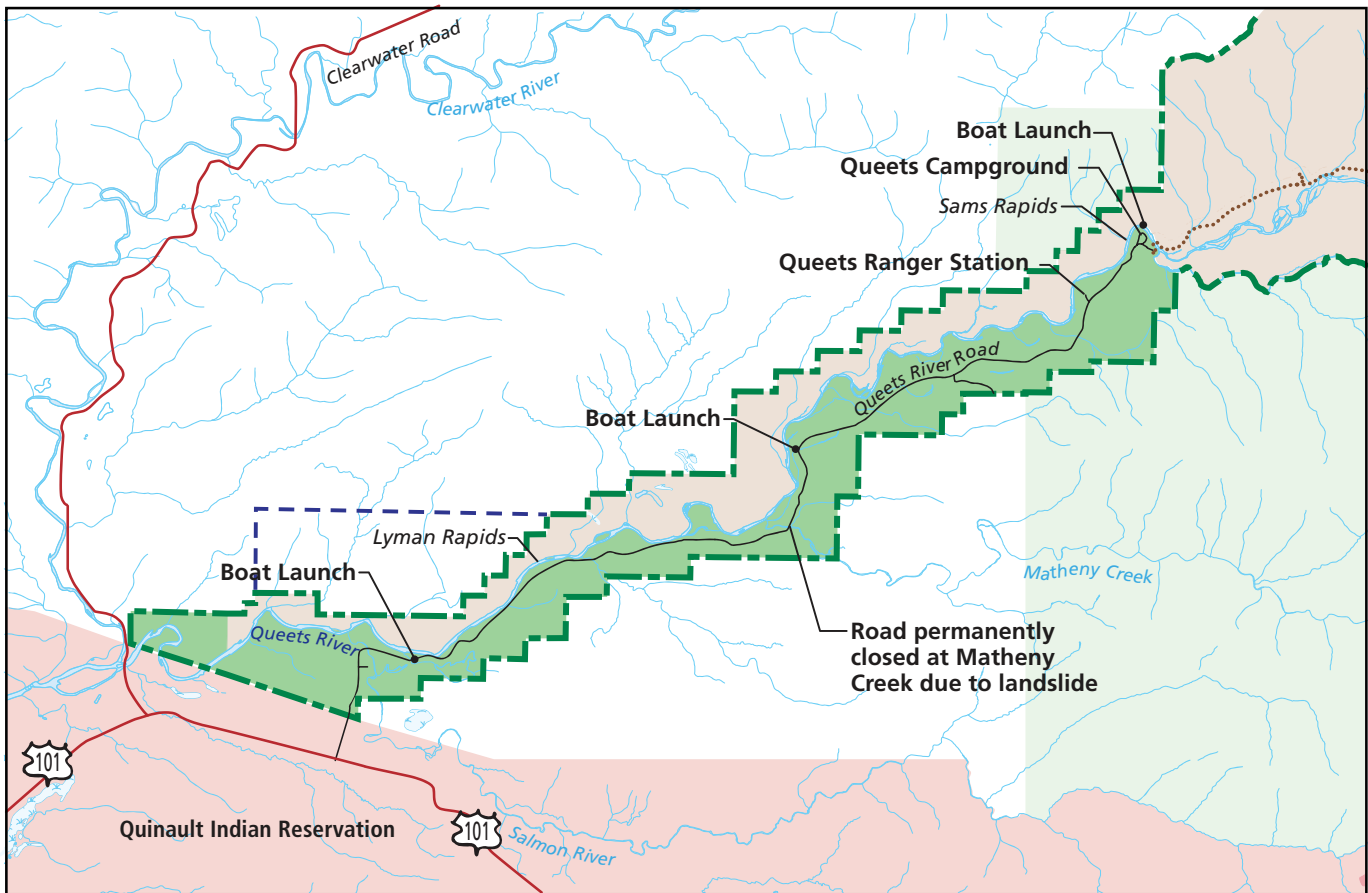 Clearwater Road
Clearwater River
Boat Launch
Queets Campground
Sams Rapids
Queets Ranger Station
Queets River Road
Boat Launch
Lyman Rapids
Boat Launch
Matheny Creek
Queets River
Road permanently
closed at Matheny
Creek due to landslide
101
Quinault Indian Reservation
101
Salmon River